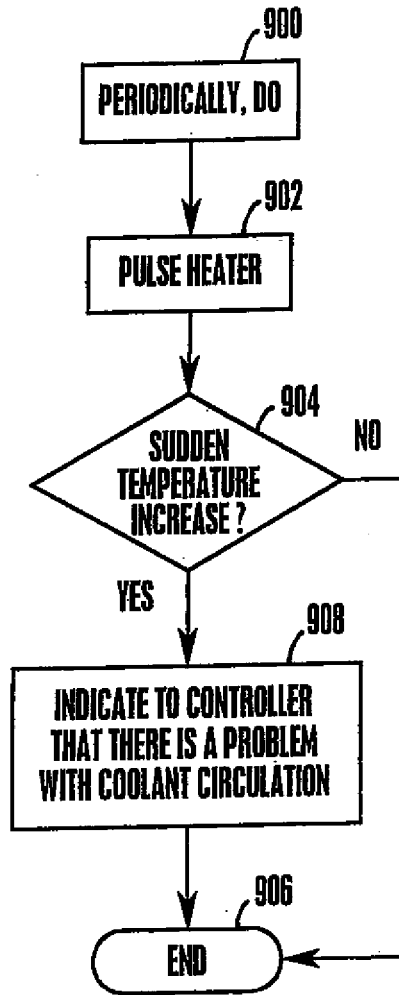 900
PERIODICALLY, DO
902
PULSE HEATER
904
NO
SUDDEN
TEMPERATURE
INCREASE ?
YES
908
INDICATE TO CONTROLLER
THAT THERE IS A PROBLEM
WITH COOLANT CIRCULATION
906
END